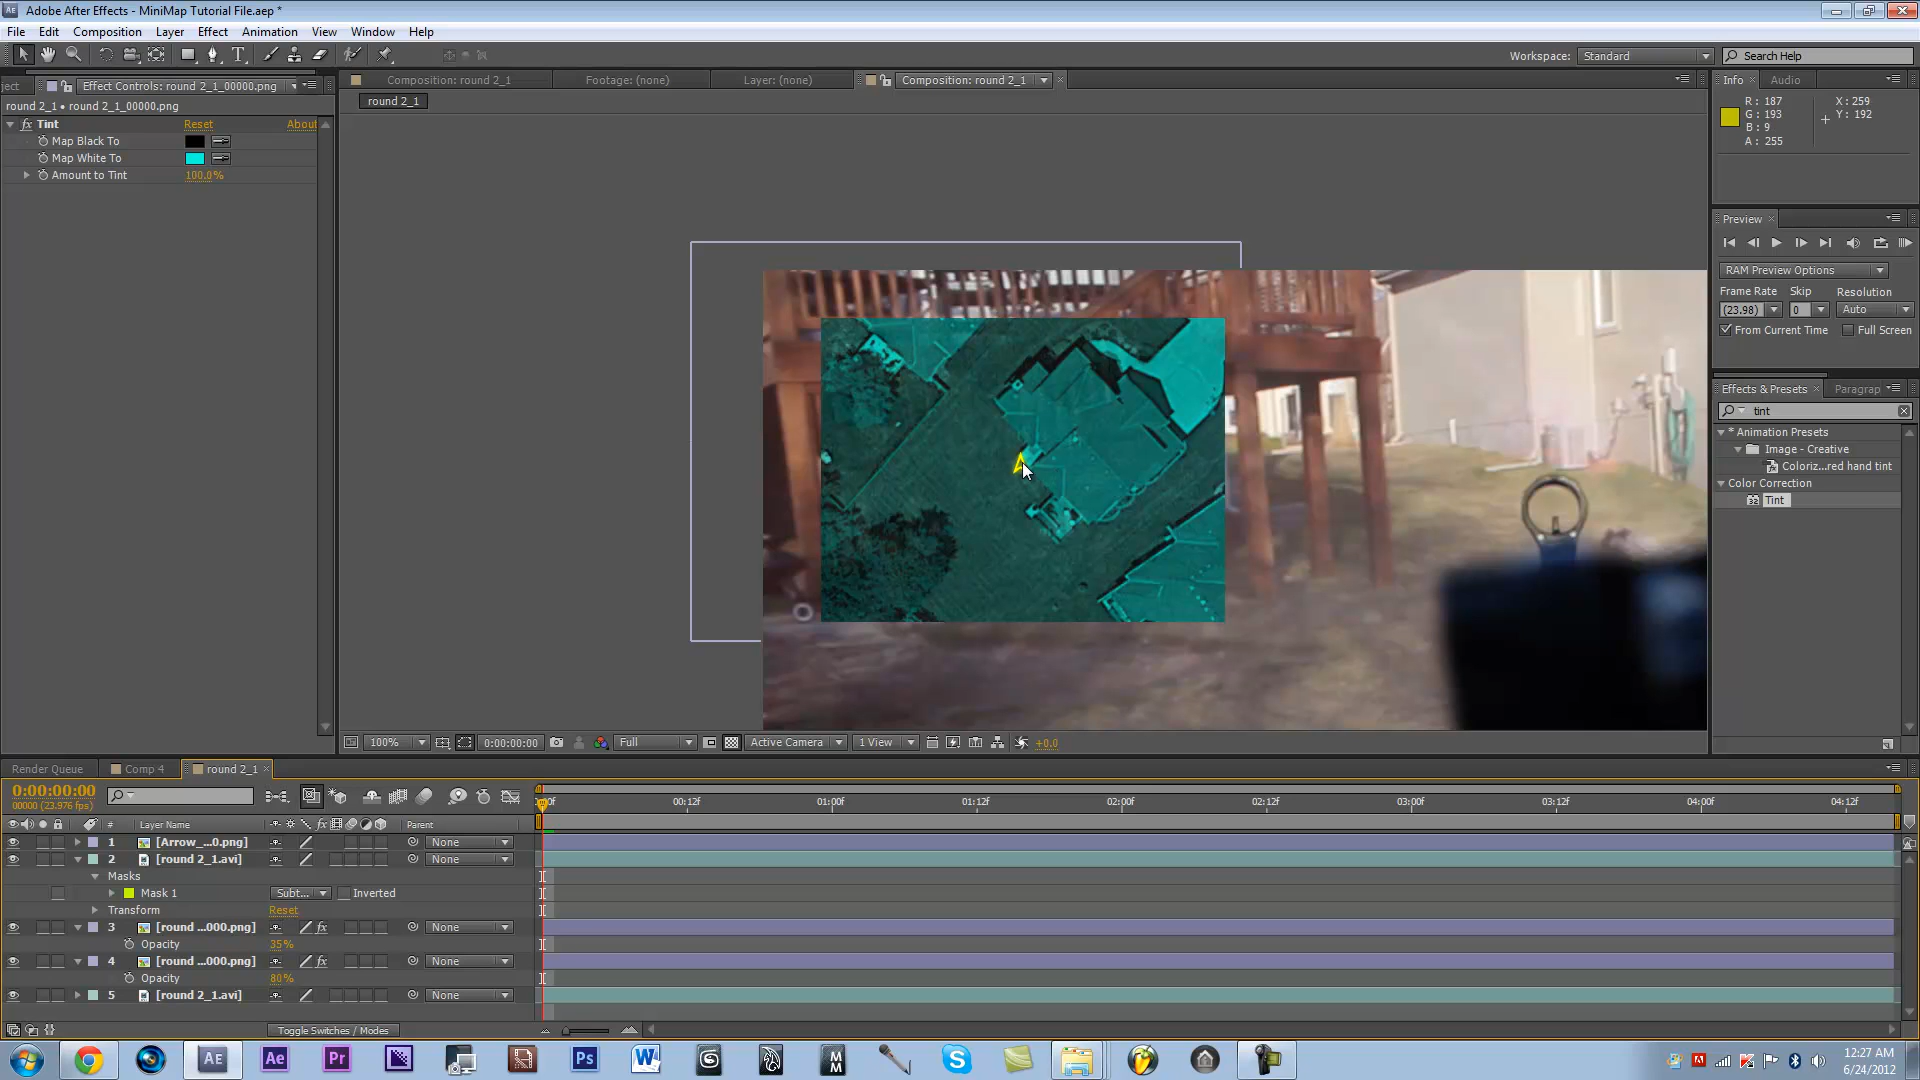 Adobe After Effects - MiniMap Tutorial File.aep *
File Edit Composition Layer Effect Animation View Window Help
Workspace: Standard Search Help
ject Effect Controls: round 2_1_00000.png
round 2_1 • round 2_1_00000.png
Tint Reset About
Map Black To
Map White To
Amount to Tint 100.0%
Composition: round 2_1 Footage: (none) Layer: (none) Composition: round 2_1
round 2_1
Info Audio
R: 187 X: 259
G: 193 Y: 192
B: 9
A: 255
Preview
RAM Preview Options
Frame Rate Skip Resolution
(23.98) 0 Auto
From Current Time Full Screen
Effects & Presets Paragrap
tint
* Animation Presets
Image - Creative
Coloriz...red hand tint
Color Correction
Tint
100% 0:00:00:00 Full Active Camera 1 View +0.0
Render Queue Comp 4 round 2_1
0:00:00:00
00000 (23.976 fps)
00f 00:12f 01:00f 01:12f 02:00f 02:12f 03:00f 03:12f 04:00f 04:12f
# Layer Name Parent
1 [Arrow_...0.png] None
2 [round 2_1.avi] None
Masks
Mask 1 Subt... Inverted
Transform Reset
3 [round ...000.png] None
Opacity 35%
4 [round ...000.png] None
Opacity 80%
5 [round 2_1.avi] None
Toggle Switches / Modes
AE Ae Pr Ps W S MM S
12:27 AM
6/24/2012